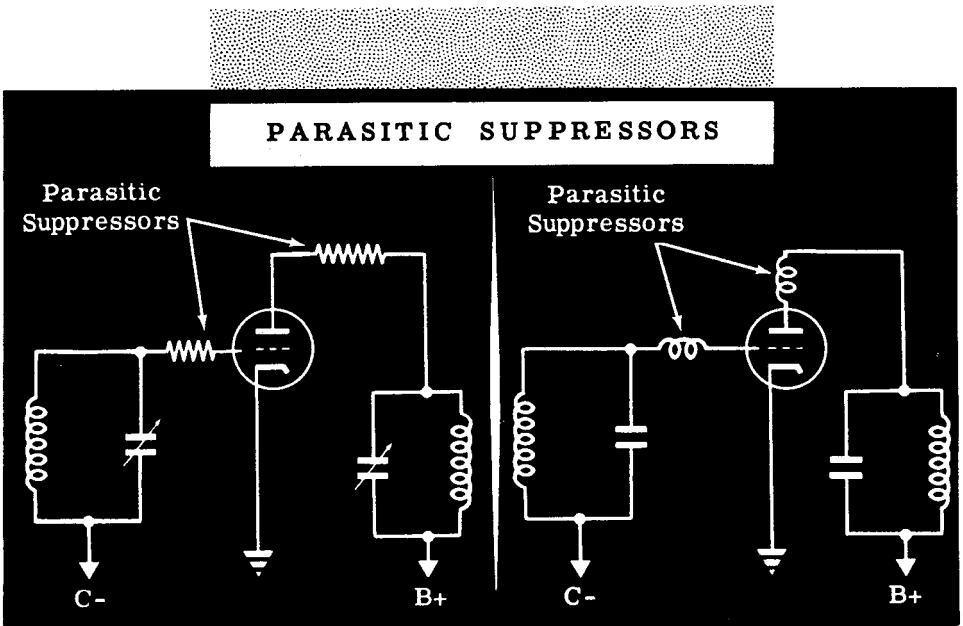 PARASITIC SUPPRESSORS
Parasitic
Suppressors
C-
B+
Parasitic
Suppressors
C-
B+